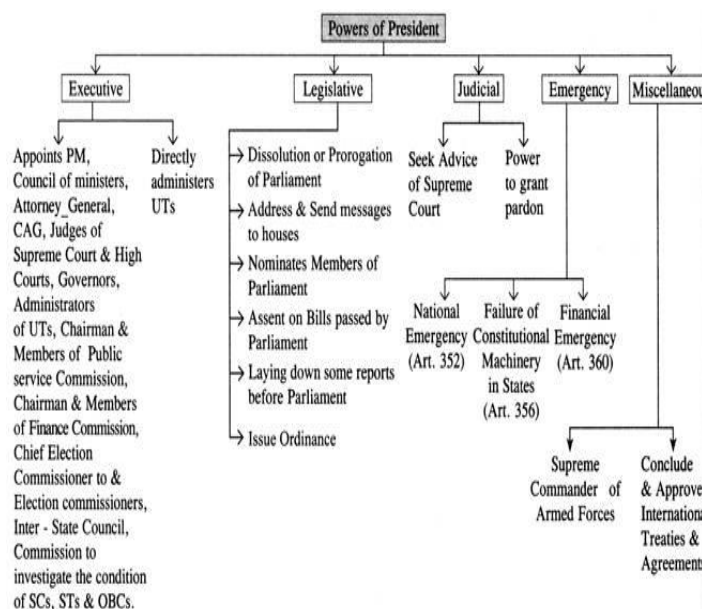 Powers of President
Executive
Legislative
Judicial
Emergency
Miscellaneou
Appoints PM,
Council of ministers,
Attorney_General,
CAG, Judges of
Supreme Court & High
Courts, Governors,
Administrators
of UTs, Chairman &
Members of Public
service Commission,
Chairman & Members
of Finance Commission,
Chief Election
Commissioner to &
Election commissioners,
Inter - State Council,
Commission to
investigate the condition
of SCs, STs & OBCs.
Directly
administers
UTs
Dissolution or Prorogation
of Parliament
Address & Send messages
to houses
Nominates Members of
Parliament
Assent on Bills passed by
Parliament
Laying down some reports
before Parliament
Issue Ordinance
Seek Advice
of Supreme
Court
Power
to grant
pardon
National
Emergency
(Art. 352)
Failure of
Constitutional
Machinery
in States
(Art. 356)
Financial
Emergency
(Art. 360)
Supreme
Commander of
Armed Forces
Conclude
& Approve
Internationa
Treaties &
Agreements